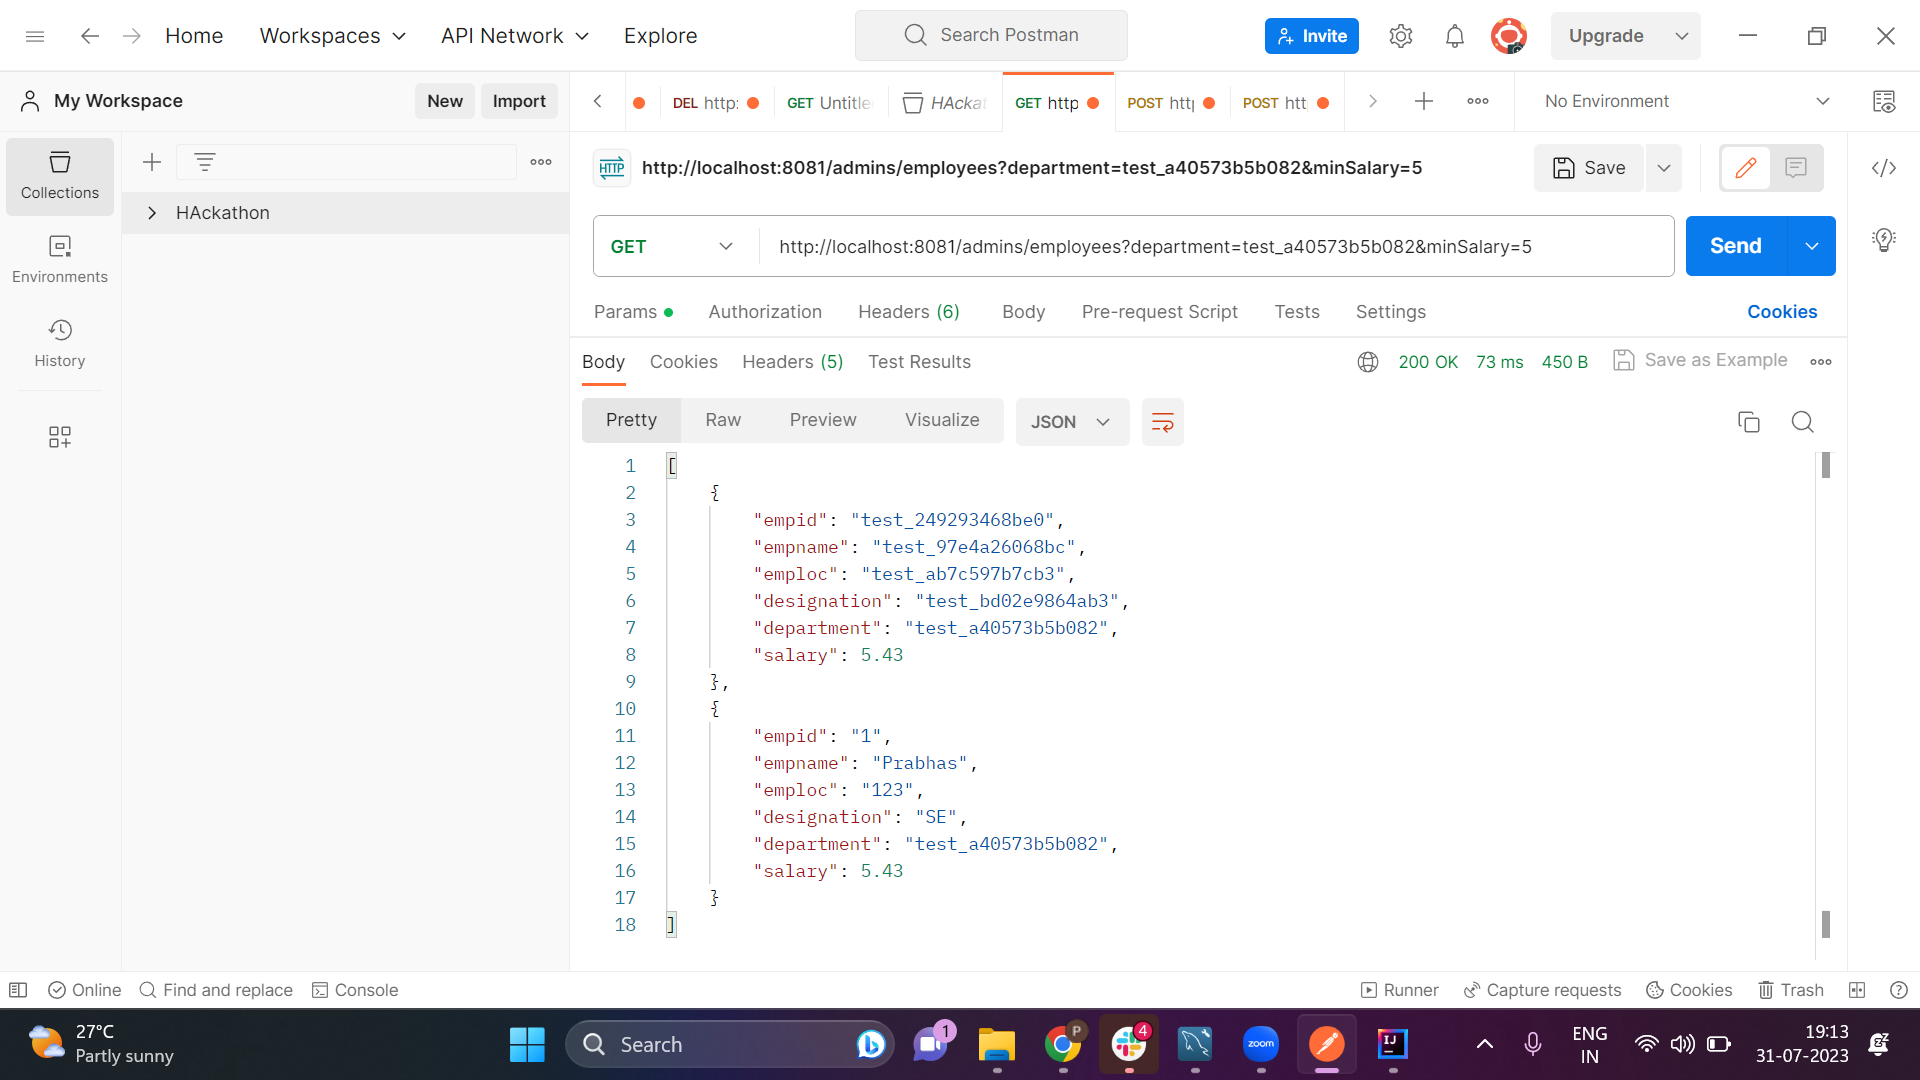 Home
Workspaces
API Network
Explore
Search Postman
Invite
Upgrade
My Workspace
New
Import
DEL http:
GET Untitle
HAckat
GET http
POST http
POST htt
No Environment
Collections
HAckathon
Environments
History
HTTP
http://localhost:8081/admins/employees?department=test_a40573b5b082&minSalary=5
Save
GET
http://localhost:8081/admins/employees?department=test_a40573b5b082&minSalary=5
Send
Params
Authorization
Headers (6)
Body
Pre-request Script
Tests
Settings
Cookies
Body
Cookies
Headers (5)
Test Results
200 OK
73 ms
450 B
Save as Example
Pretty
Raw
Preview
Visualize
JSON
1 [
2 {
3 "empid": "test_249293468be0",
4 "empname": "test_97e4a26068bc",
5 "emploc": "test_ab7c597b7cb3",
6 "designation": "test_bd02e9864ab3",
7 "department": "test_a40573b5b082",
8 "salary": 5.43
9 },
10 {
11 "empid": "1",
12 "empname": "Prabhas",
13 "emploc": "123",
14 "designation": "SE",
15 "department": "test_a40573b5b082",
16 "salary": 5.43
17 }
18 ]
Online
Find and replace
Console
Runner
Capture requests
Cookies
Trash
27°C
Partly sunny
Search
1
P
4
zoom
IJ
ENG
IN
19:13
31-07-2023